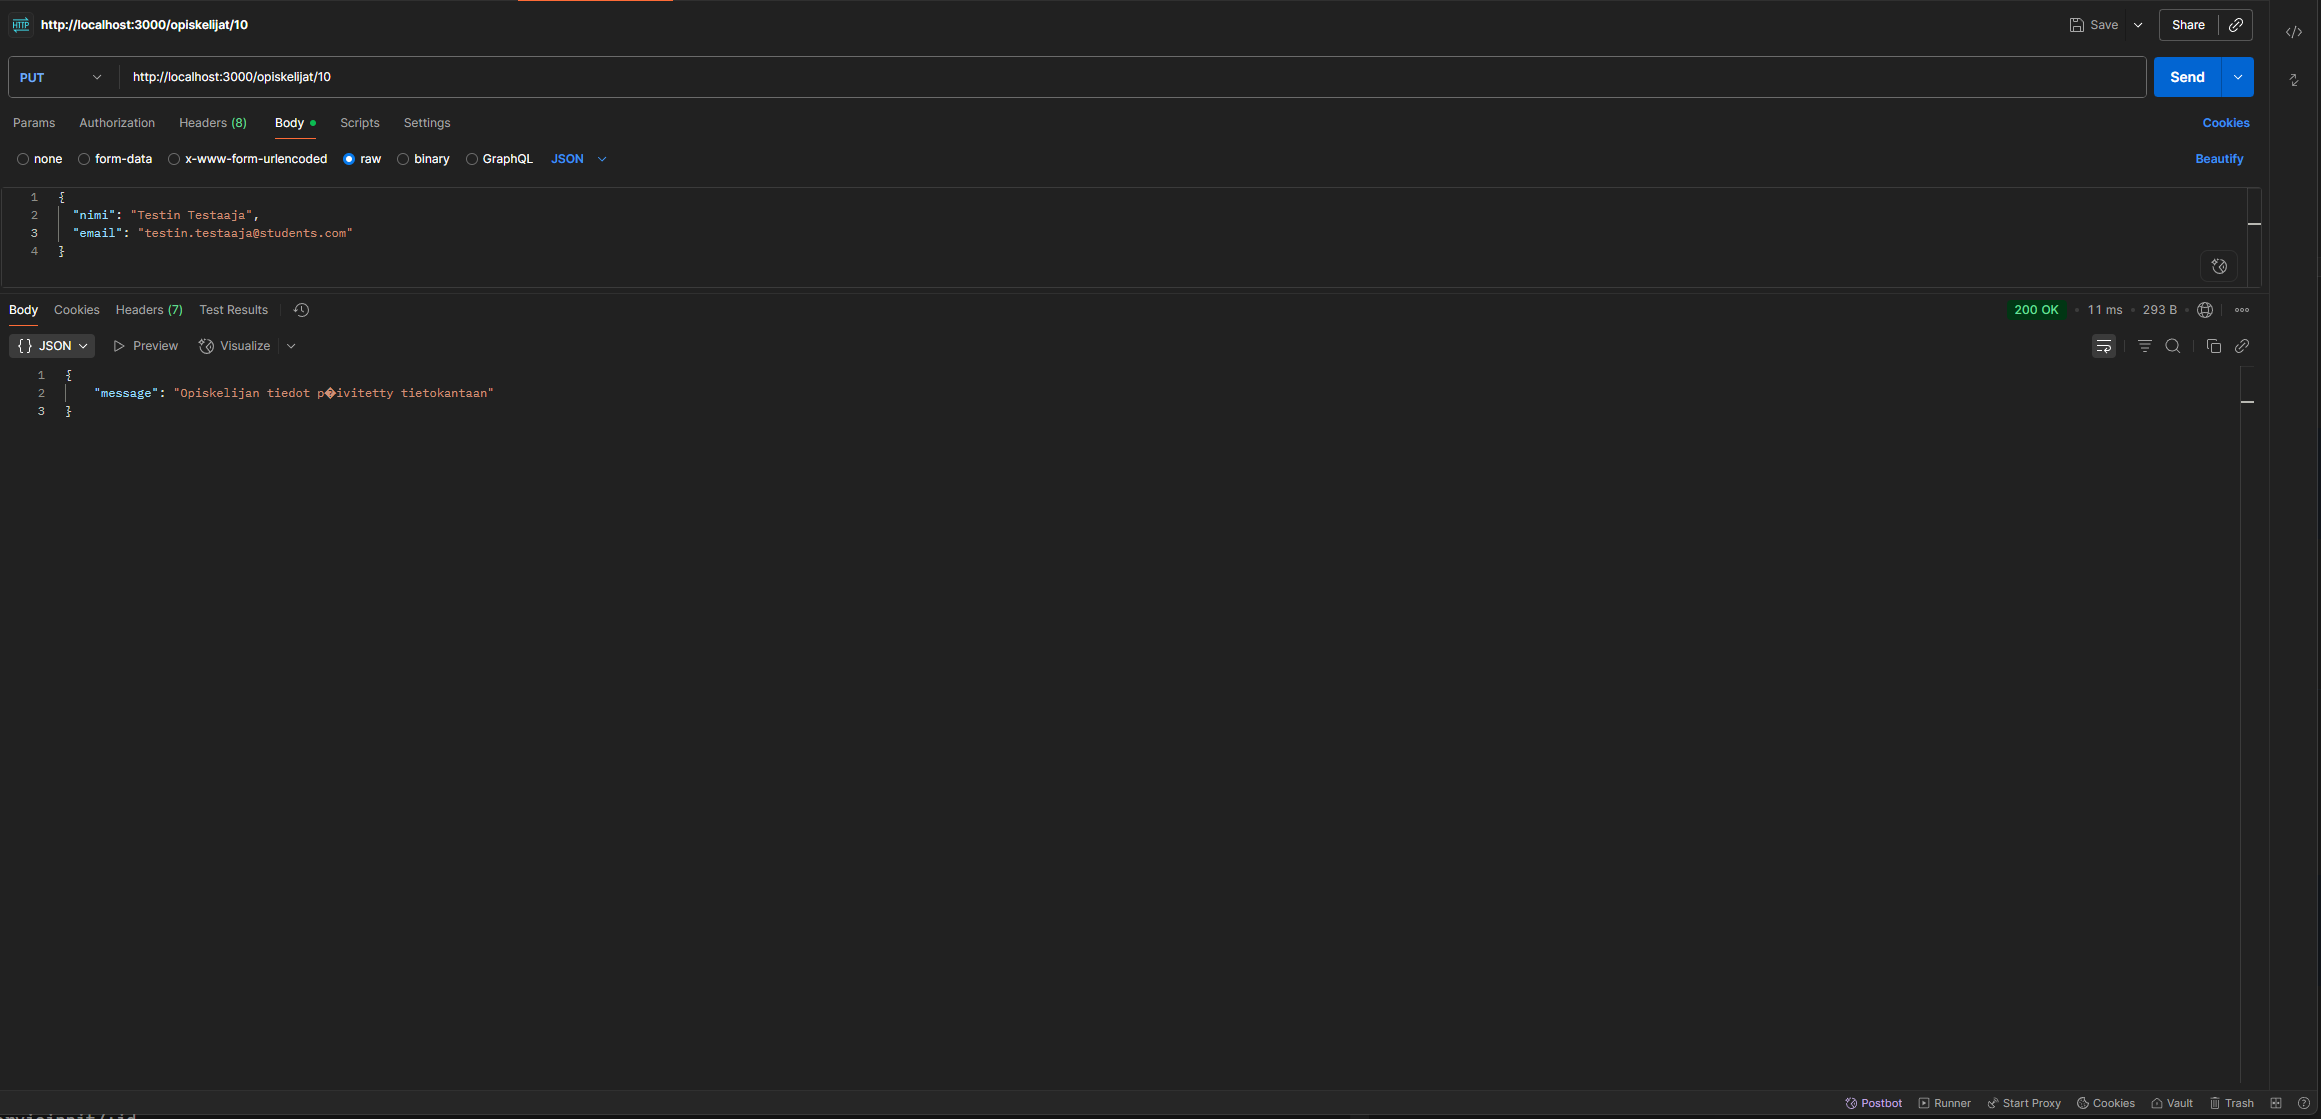 HTTP http://localhost:3000/opiskelijat/10 Save Share
PUT http://localhost:3000/opiskelijat/10 Send
Params Authorization Headers (8) Body Scripts Settings Cookies
none form-data x-www-form-urlencoded raw binary GraphQL JSON Beautify
1 {
2 "nimi": "Testin Testaaja",
3 "email": "testin.testaaja@students.com"
4 }
Body Cookies Headers (7) Test Results 200 OK • 11 ms • 293 B
{} JSON Preview Visualize
1 {
2 "message": "Opiskelijan tiedot p�ivitetty tietokantaan"
3 }
Postbot Runner Start Proxy Cookies Vault Trash